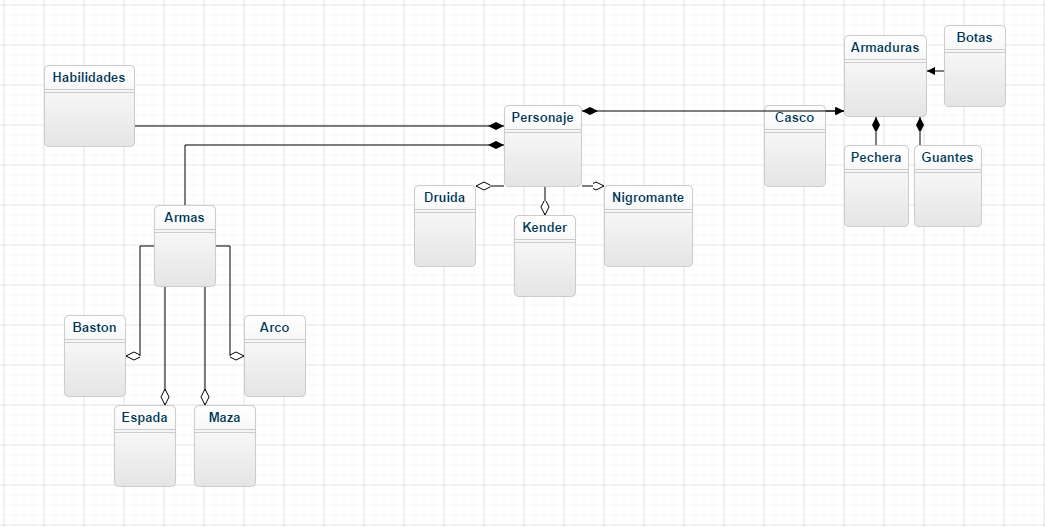 Botas
Armaduras
Habilidades
Personaje
Casco
Pechera
Guantes
Druida
Nigromante
Armas
Kender
Baston
Arco
Espada
Maza